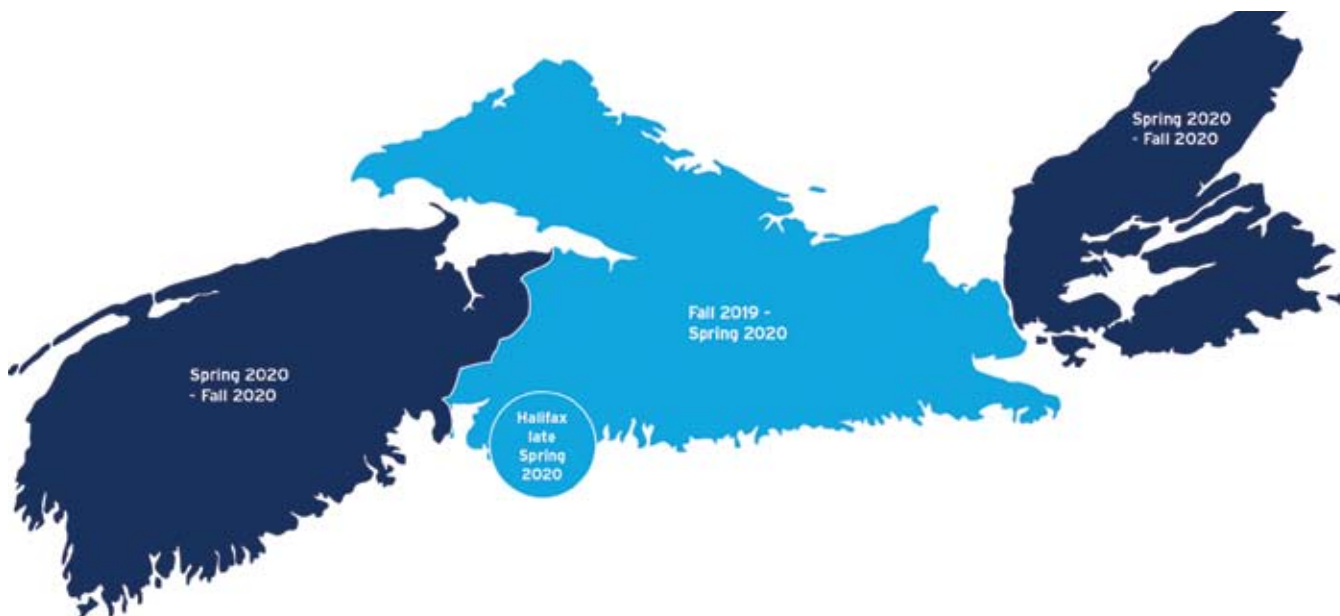 Spring 2020
- Fall 2020
Fall 2019 -
Spring 2020
Spring 2020
- Fall 2020
Halifax
late
Spring
2020